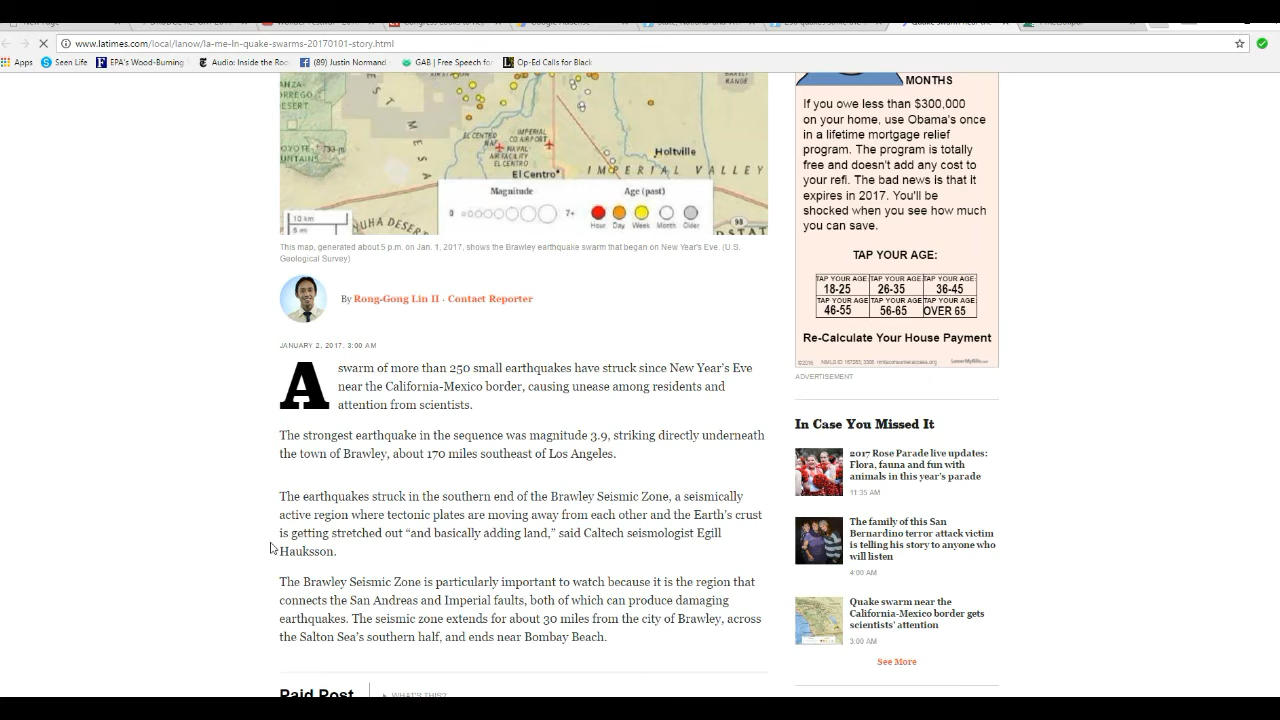 www.latimes.com/local/lanow/la-me-ln-quake-swarms-20170101-story.html
Apps
Seen Life
EPA's Wood-Burning
Audio: Inside the Roo
(89) Justin Normand
GAB | Free Speech fo
Op-Ed Calls for Black
EL CENTRO
NAVAL
AIR FACILITY
EL CENTRO
IMPERIAL
CO AIRPORT
Holtville
El Centro
IMPERIAL VALLEY
Magnitude
Age (past)
0
7+
Hour
Day
Week
Month
Older
10 km
98
This map, generated about 5 p.m. on Jan. 1, 2017, shows the Brawley earthquake swarm that began on New Year's Eve. (U.S.
Geological Survey)
By Rong-Gong Lin II · Contact Reporter
JANUARY 2, 2017, 3:00 AM
A swarm of more than 250 small earthquakes have struck since New Year's Eve
near the California-Mexico border, causing unease among residents and
attention from scientists.
The strongest earthquake in the sequence was magnitude 3.9, striking directly underneath
the town of Brawley, about 170 miles southeast of Los Angeles.
The earthquakes struck in the southern end of the Brawley Seismic Zone, a seismically
active region where tectonic plates are moving away from each other and the Earth's crust
is getting stretched out “and basically adding land,” said Caltech seismologist Egill
Hauksson.
The Brawley Seismic Zone is particularly important to watch because it is the region that
connects the San Andreas and Imperial faults, both of which can produce damaging
earthquakes. The seismic zone extends for about 30 miles from the city of Brawley, across
the Salton Sea's southern half, and ends near Bombay Beach.
Paid Post
WHAT'S THIS?
MONTHS
If you owe less than $300,000
on your home, use Obama's once
in a lifetime mortgage relief
program. The program is totally
free and doesn't add any cost to
your refi. The bad news is that it
expires in 2017. You'll be
shocked when you see how much
you can save.
TAP YOUR AGE:
TAP YOUR AGE: TAP YOUR AGE: TAP YOUR AGE:
18-25 26-35 36-45
TAP YOUR AGE: TAP YOUR AGE: TAP YOUR AGE:
46-55 56-65 OVER 65
Re-Calculate Your House Payment
ADVERTISEMENT
In Case You Missed It
2017 Rose Parade live updates:
Flora, fauna and fun with
animals in this year's parade
11:35 AM
The family of this San
Bernardino terror attack victim
is telling his story to anyone who
will listen
4:00 AM
Quake swarm near the
California-Mexico border gets
scientists' attention
3:00 AM
See More